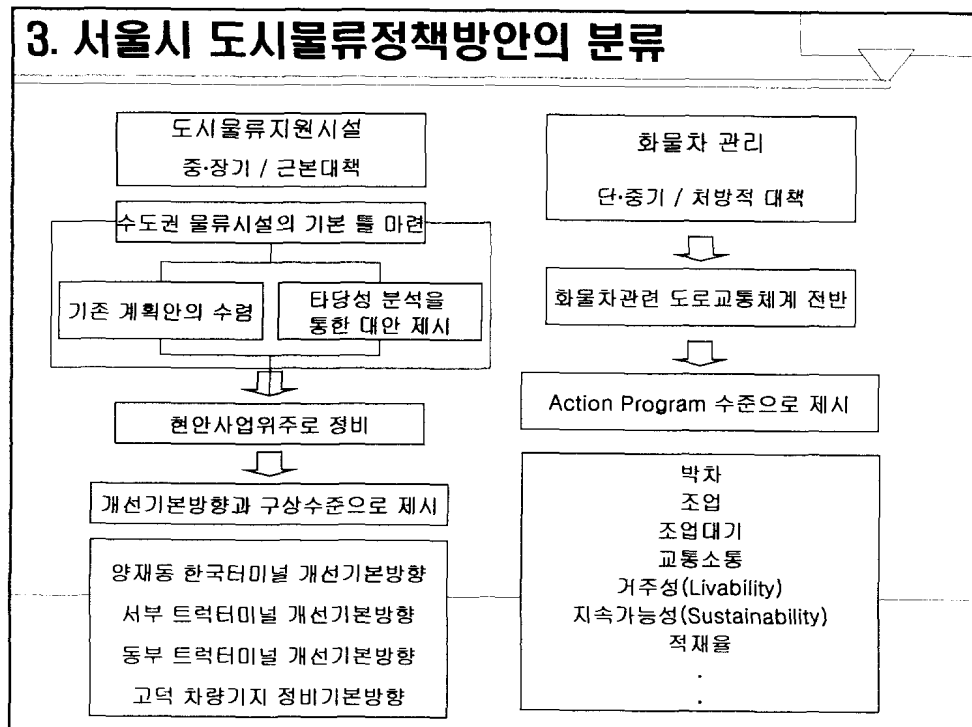 3. 서울시 도시물류정책방안의 분류
도시물류지원시설
중·장기 / 근본대책
수도권 물류시설의 기본 틀 마련
기존 계획안의 수령
타당성 분석을
통한 대안 제시
현안사업위주로 정비
개선기본방향과 구상수준으로 제시
양재동 한국터미널 개선기본방향
서부 트럭터미널 개선기본방향
동부 트럭터미널 개선기본방향
고덕 차량기지 정비기본방향
화물차 관리
단·중기 / 처방적 대책
화물차관련 도로교통체계 전반
Action Program 수준으로 제시
박차
조업
조업대기
교통소통
거주성(Livability)
지속가능성(Sustainability)
적재율
.
.